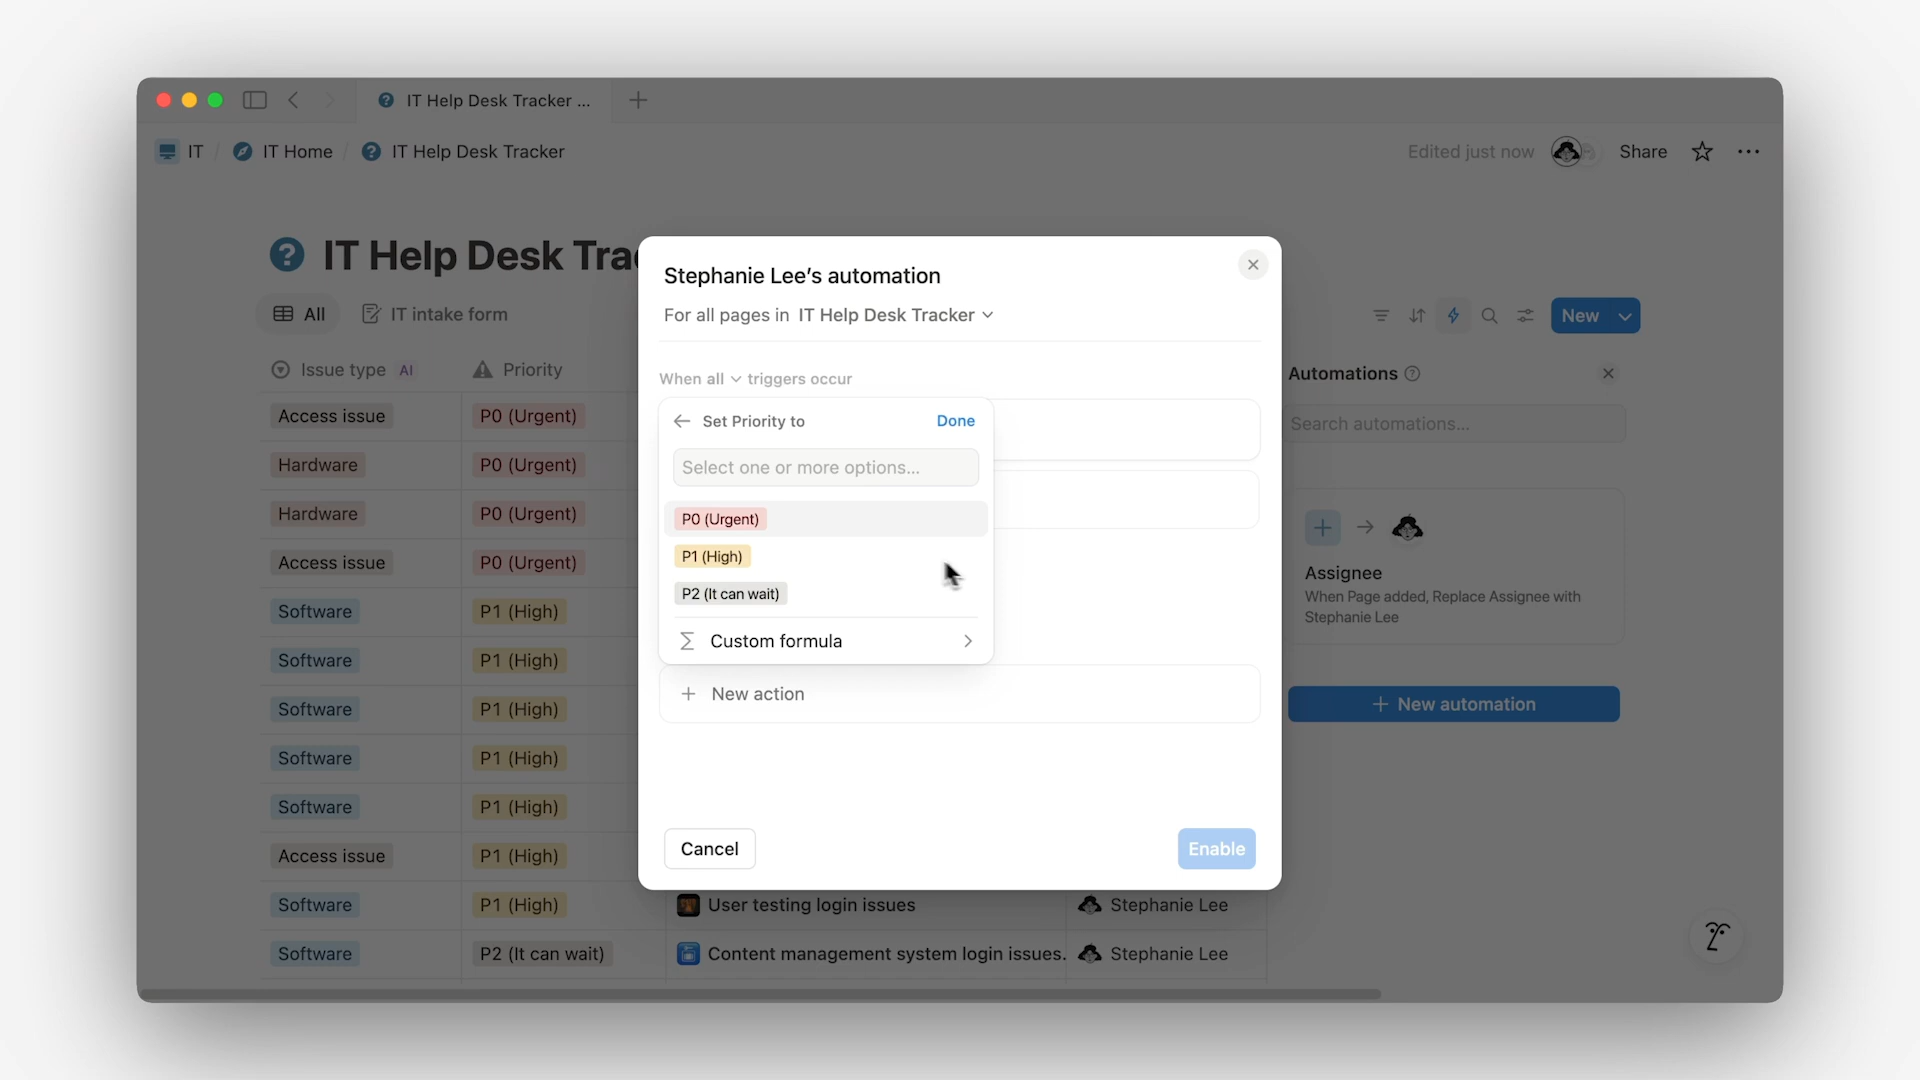 IT Help Desk Tracker ...
IT / IT Home / IT Help Desk Tracker
Edited just now
Share
IT Help Desk Tra
All
IT intake form
New
Issue type AI
Priority
Access issue P0 (Urgent)
Hardware P0 (Urgent)
Hardware P0 (Urgent)
Access issue P0 (Urgent)
Software P1 (High)
Software P1 (High)
Software P1 (High)
Software P1 (High)
Software P1 (High)
Access issue P1 (High)
Software P1 (High) User testing login issues Stephanie Lee
Software P2 (It can wait) Content management system login issues. Stephanie Lee
Stephanie Lee's automation
For all pages in IT Help Desk Tracker
When all triggers occur
Set Priority to Done
Select one or more options...
P0 (Urgent)
P1 (High)
P2 (It can wait)
Custom formula
New action
Cancel
Enable
Automations
Search automations...
Assignee
When Page added, Replace Assignee with
Stephanie Lee
New automation